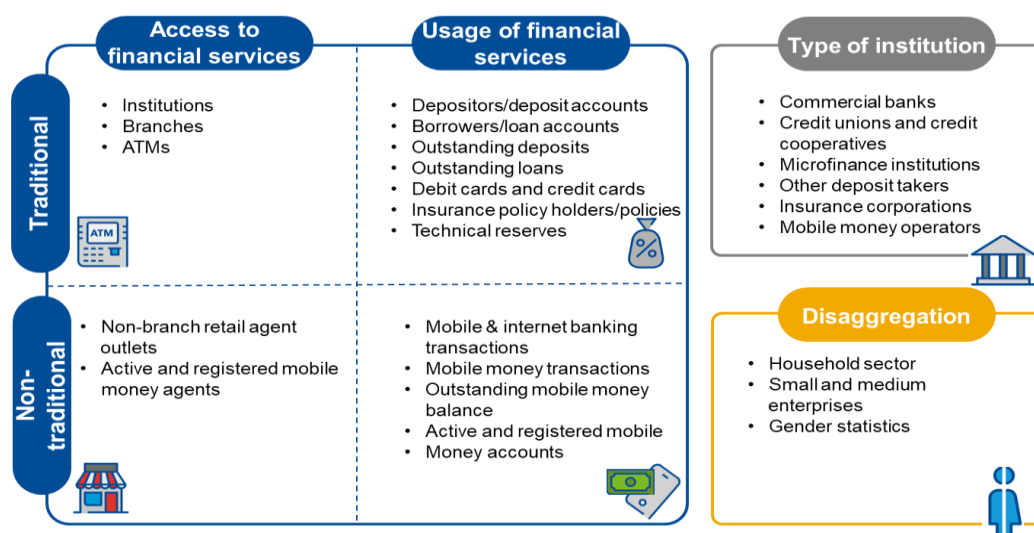 Access to
financial services
Usage of financial
services
Type of institution
Traditional
• Institutions
• Branches
• ATMs
ATM
• Depositors/deposit accounts
• Borrowers/loan accounts
• Outstanding deposits
• Outstanding loans
• Debit cards and credit cards
• Insurance policy holders/policies
• Technical reserves
%
• Commercial banks
• Credit unions and credit
cooperatives
• Microfinance institutions
• Other deposit takers
• Insurance corporations
• Mobile money operators
Non-
traditional
• Non-branch retail agent
outlets
• Active and registered mobile
money agents
• Mobile & internet banking
transactions
• Mobile money transactions
• Outstanding mobile money
balance
• Active and registered mobile
• Money accounts
Disaggregation
• Household sector
• Small and medium
enterprises
• Gender statistics